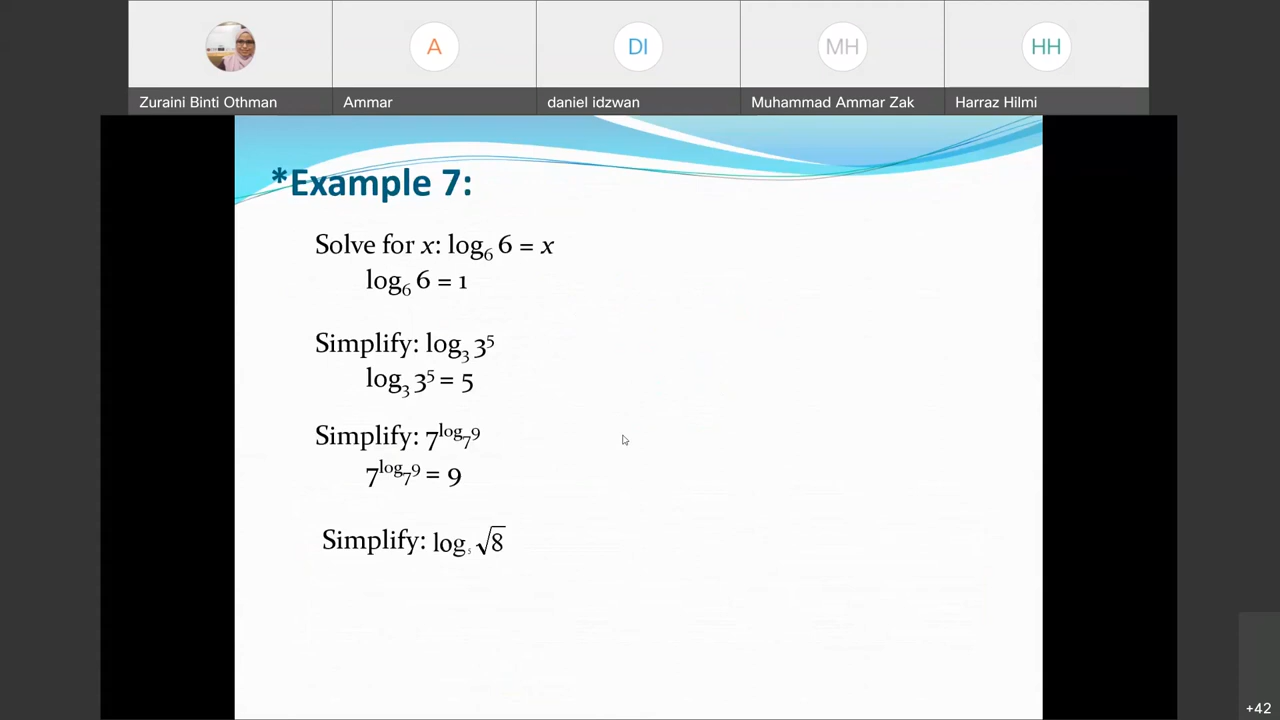 A
DI
MH
HH
Zuraini Binti Othman
Ammar
daniel idzwan
Muhammad Ammar Zak
Harraz Hilmi
*Example 7:
Solve for x: log₆ 6 = x
log₆ 6 = 1
Simplify: log₃ 3⁵
log₃ 3⁵ = 5
Simplify: 7^log₇9
7^log₇9 = 9
Simplify: log₅ √8
+42